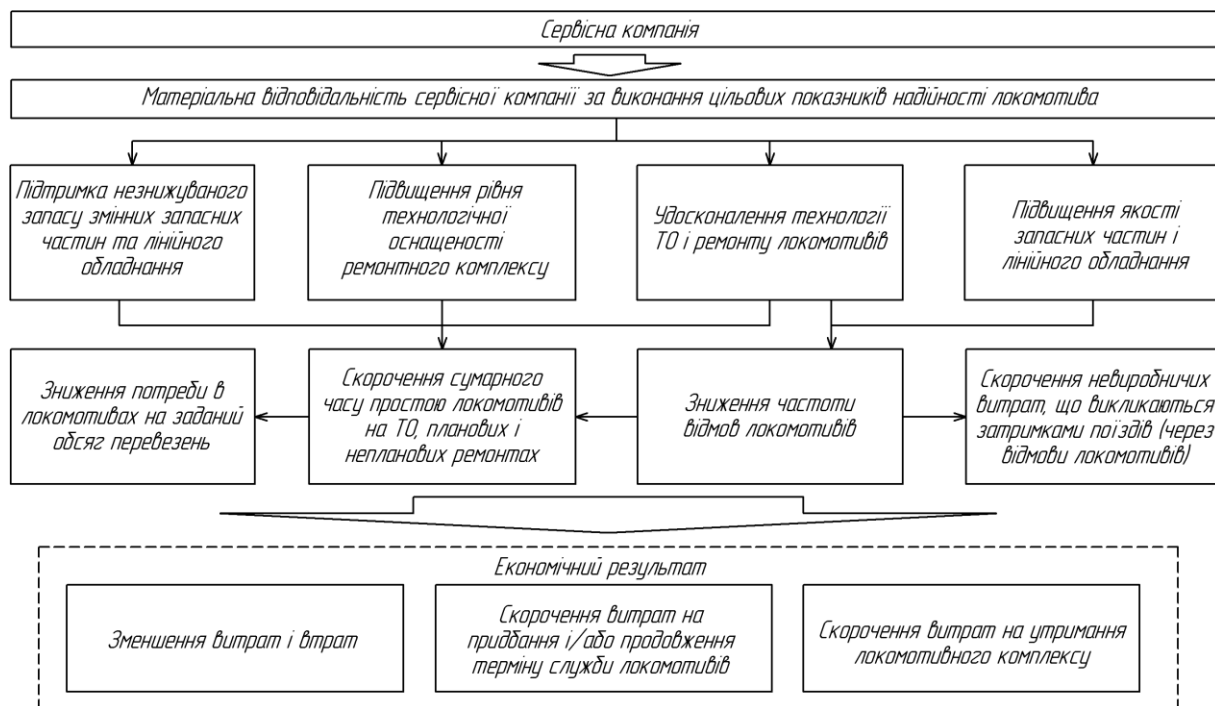 Сервісна компанія
Матеріальна відповідальність сервісної компанії за виконання цільових показників надійності локомотива
Підтримка незнижуваного
запасу змінних запасних
частин та лінійного
обладнання
Підвищення рівня
технологічної
оснащеності
ремонтного комплексу
Удосконалення технології
ТО і ремонту локомотивів
Підвищення якості
запасних частин і
лінійного обладнання
Зниження потреби в
локомотивах на заданий
обсяг перевезень
Скорочення сумарного
часу простою локомотивів
на ТО, планових і
непланових ремонтах
Зниження частоти
відмов локомотивів
Скорочення невиробничих
витрат, що викликаються
затримками поїздів (через
відмови локомотивів)
Економічний результат
Зменшення витрат і втрат
Скорочення витрат на
придбання і/або продовження
терміну служби локомотивів
Скорочення витрат на утримання
локомотивного комплексу